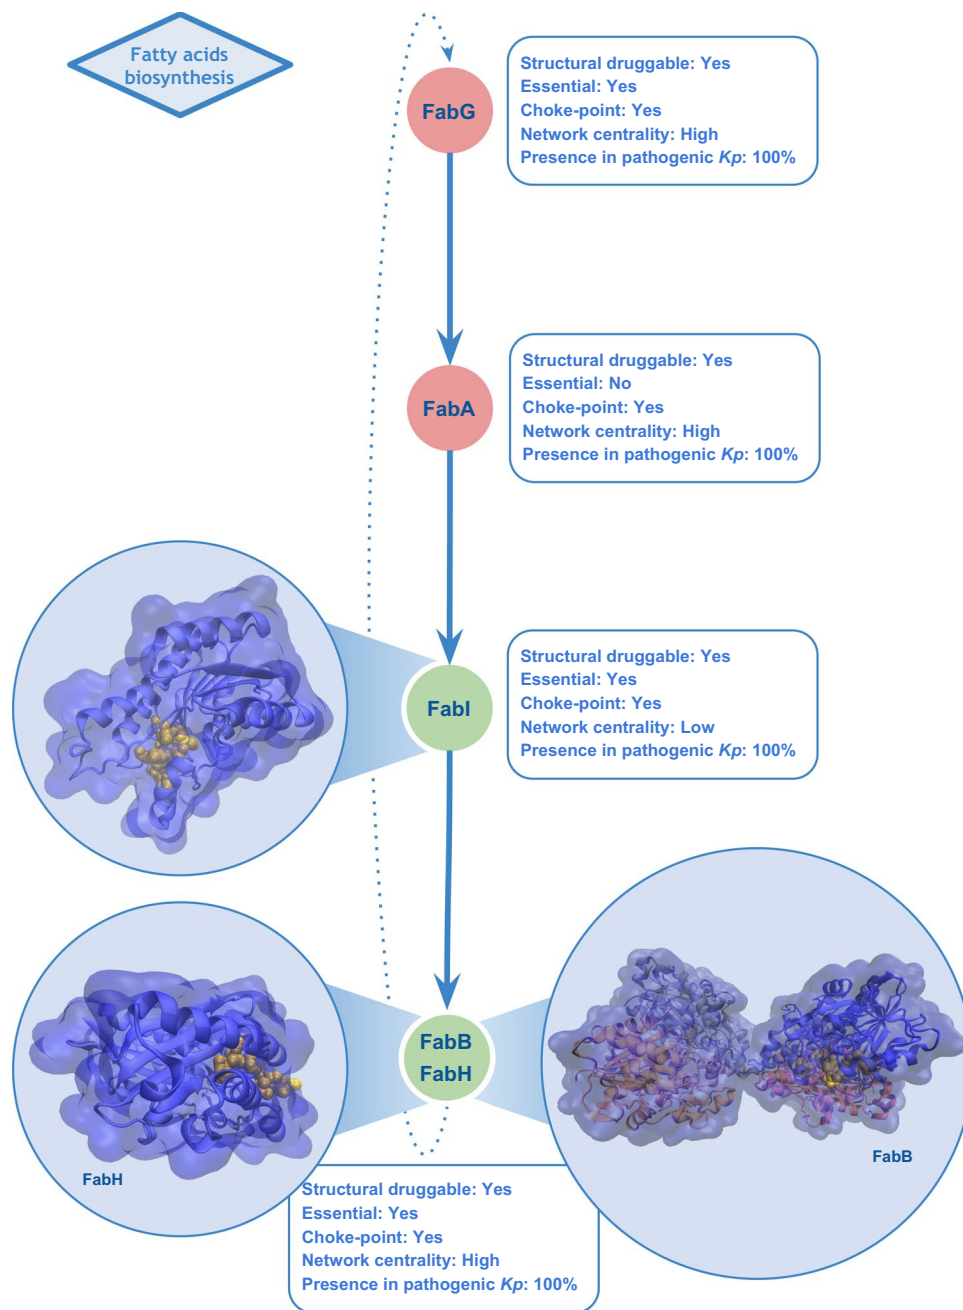 Fatty acids
biosynthesis
FabG
Structural druggable: Yes
Essential: Yes
Choke-point: Yes
Network centrality: High
Presence in pathogenic Kp: 100%
FabA
Structural druggable: Yes
Essential: No
Choke-point: Yes
Network centrality: High
Presence in pathogenic Kp: 100%
FabI
Structural druggable: Yes
Essential: Yes
Choke-point: Yes
Network centrality: Low
Presence in pathogenic Kp: 100%
FabB
FabH
FabH
FabB
Structural druggable: Yes
Essential: Yes
Choke-point: Yes
Network centrality: High
Presence in pathogenic Kp: 100%